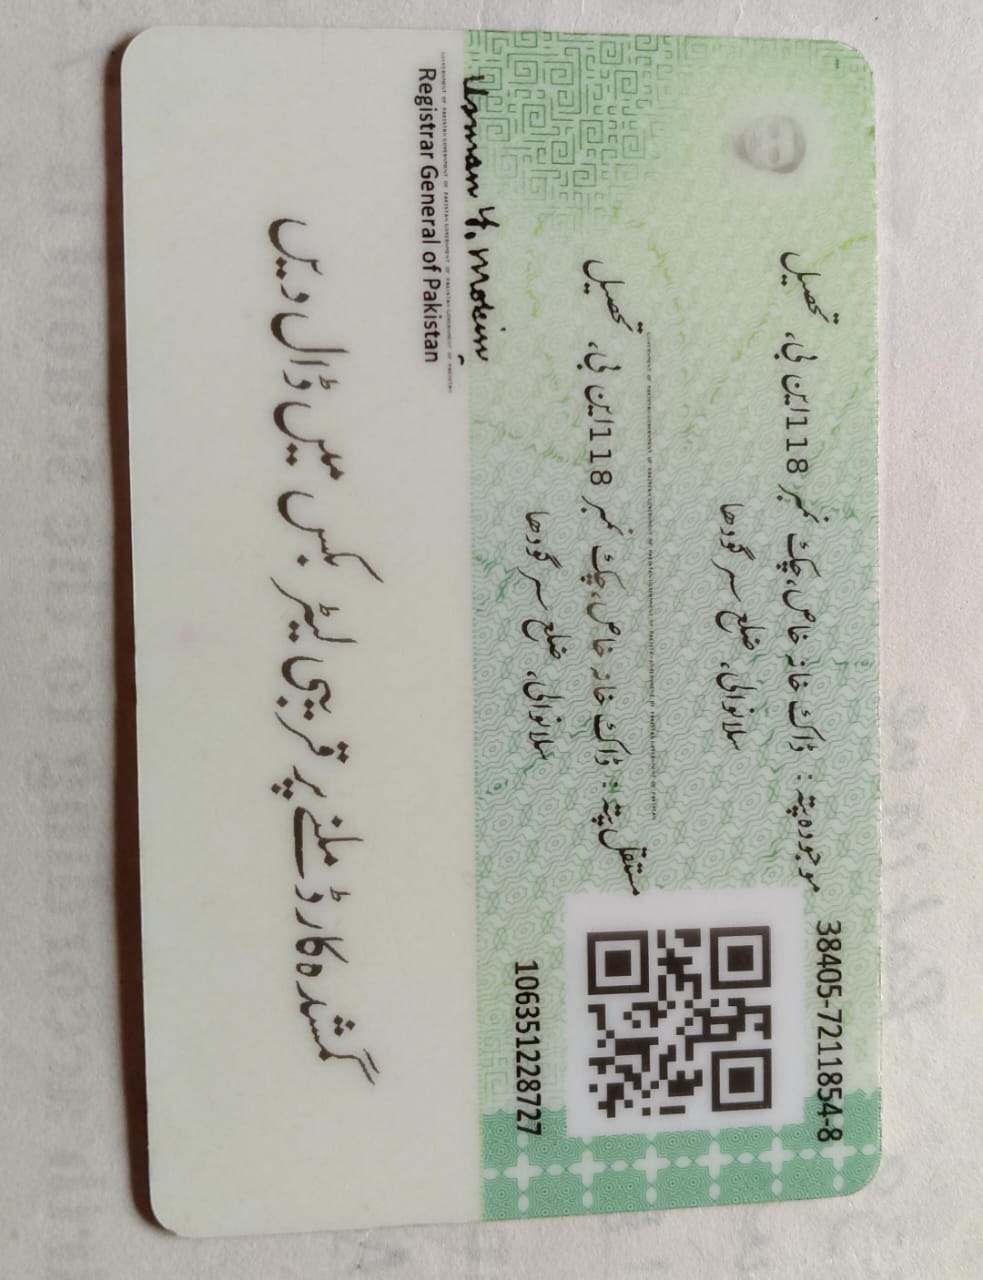 38405-7211854-8
موجودہ پتہ: ڈاک خانہ خاص، چک نمبر 118 این بی، تحصیل
سلانوالی، ضلع سرگودھا
مستقل پتہ: ڈاک خانہ خاص، چک نمبر 118 این بی، تحصیل
سلانوالی، ضلع سرگودھا
106351228727
Usman Y. Mobin
Registrar General of Pakistan
گمشدہ کارڈ ملنے پر قریبی لیٹر بکس میں ڈال دیں